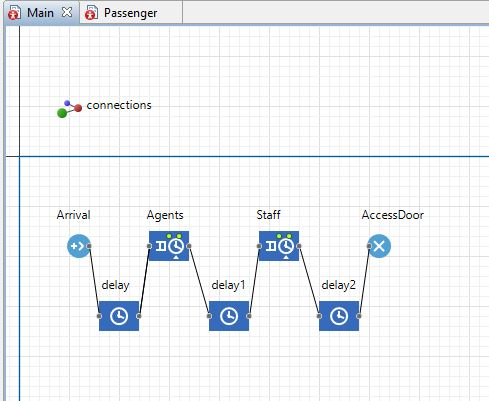 Main
Passenger
connections
Arrival
Agents
Staff
AccessDoor
delay
delay1
delay2